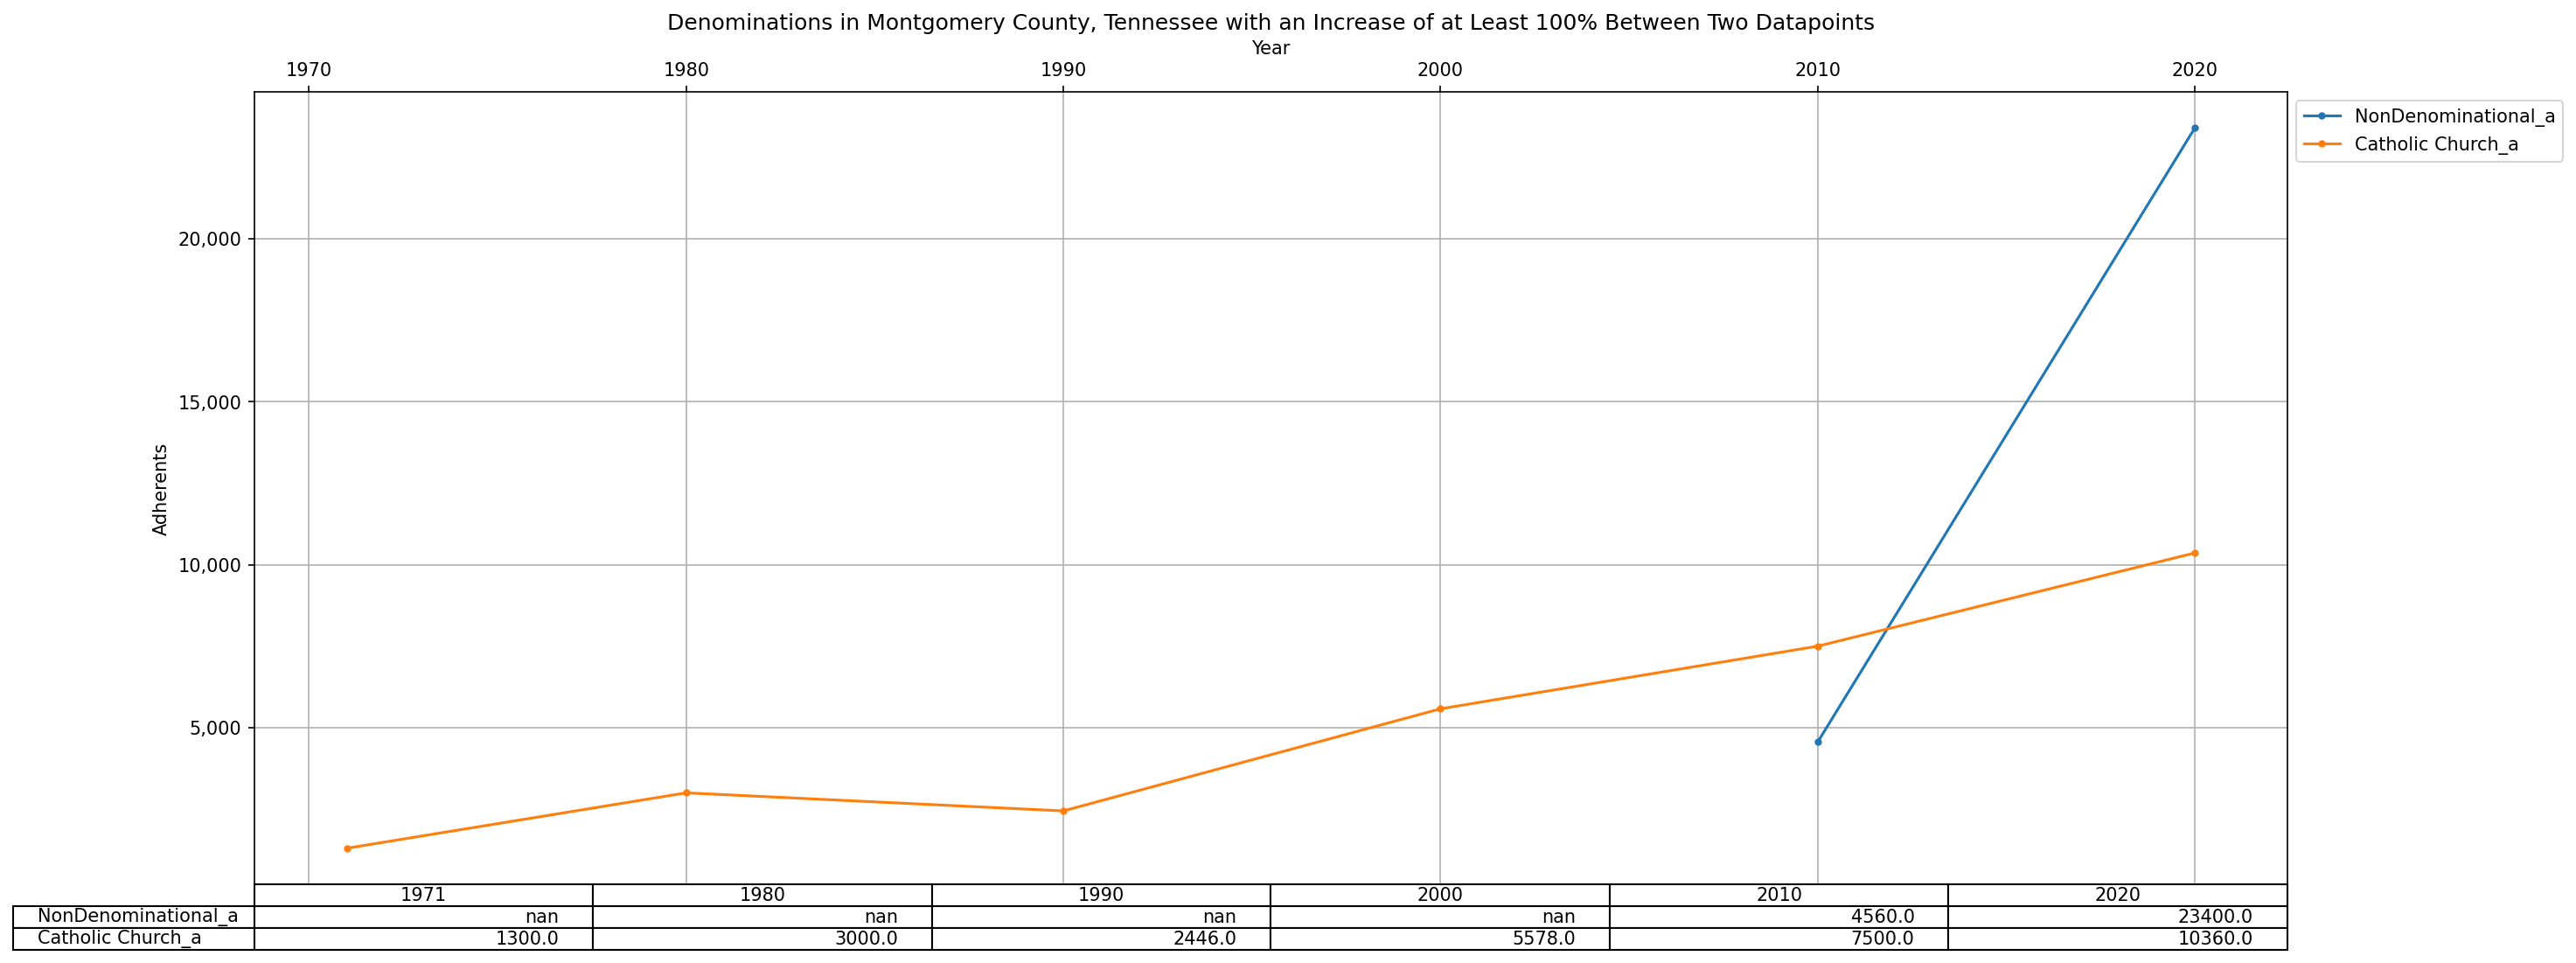 Denominations in Montgomery County, Tennessee with an Increase of at Least 100% Between Two Datapoints
Year
1970 1980 1990 2000 2010 2020
NonDenominational_a
Catholic Church_a
20,000
15,000
10,000
5,000
Adherents
1971 1980 1990 2000 2010 2020
NonDenominational_a nan nan nan nan 4560.0 23400.0
Catholic Church_a 1300.0 3000.0 2446.0 5578.0 7500.0 10360.0